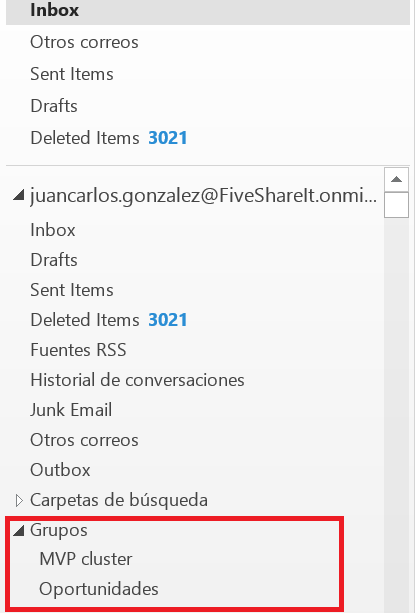 Inbox
Otros correos
Sent Items
Drafts
Deleted Items 3021
juancarlos.gonzalez@FiveShareIt.onmi...
Inbox
Drafts
Sent Items
Deleted Items 3021
Fuentes RSS
Historial de conversaciones
Junk Email
Otros correos
Outbox
Carpetas de búsqueda
Grupos
MVP cluster
Oportunidades